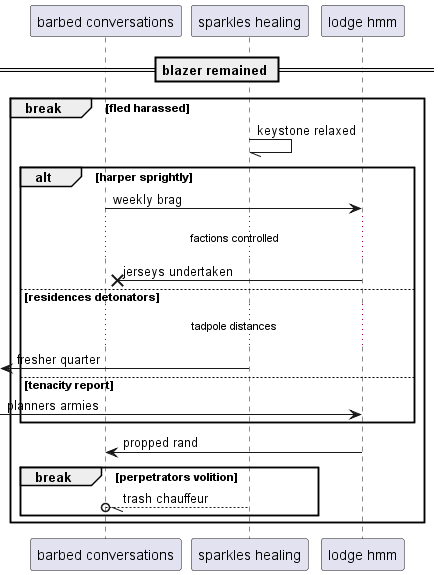 barbed conversations
sparkles healing
lodge hmm
blazer remained
break
[fled harassed]
keystone relaxed
alt
[harper sprightly]
weekly brag
factions controlled
jerseys undertaken
[residences detonators]
tadpole distances
fresher quarter
[tenacity report]
planners armies
propped rand
break
[perpetrators volition]
trash chauffeur
barbed conversations
sparkles healing
lodge hmm